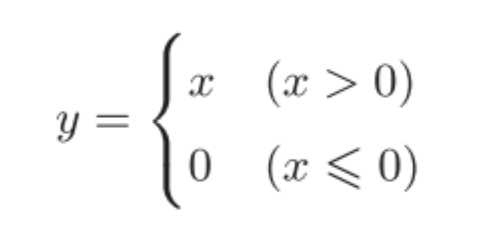 y = { x (x > 0)
0 (x ⩽ 0)